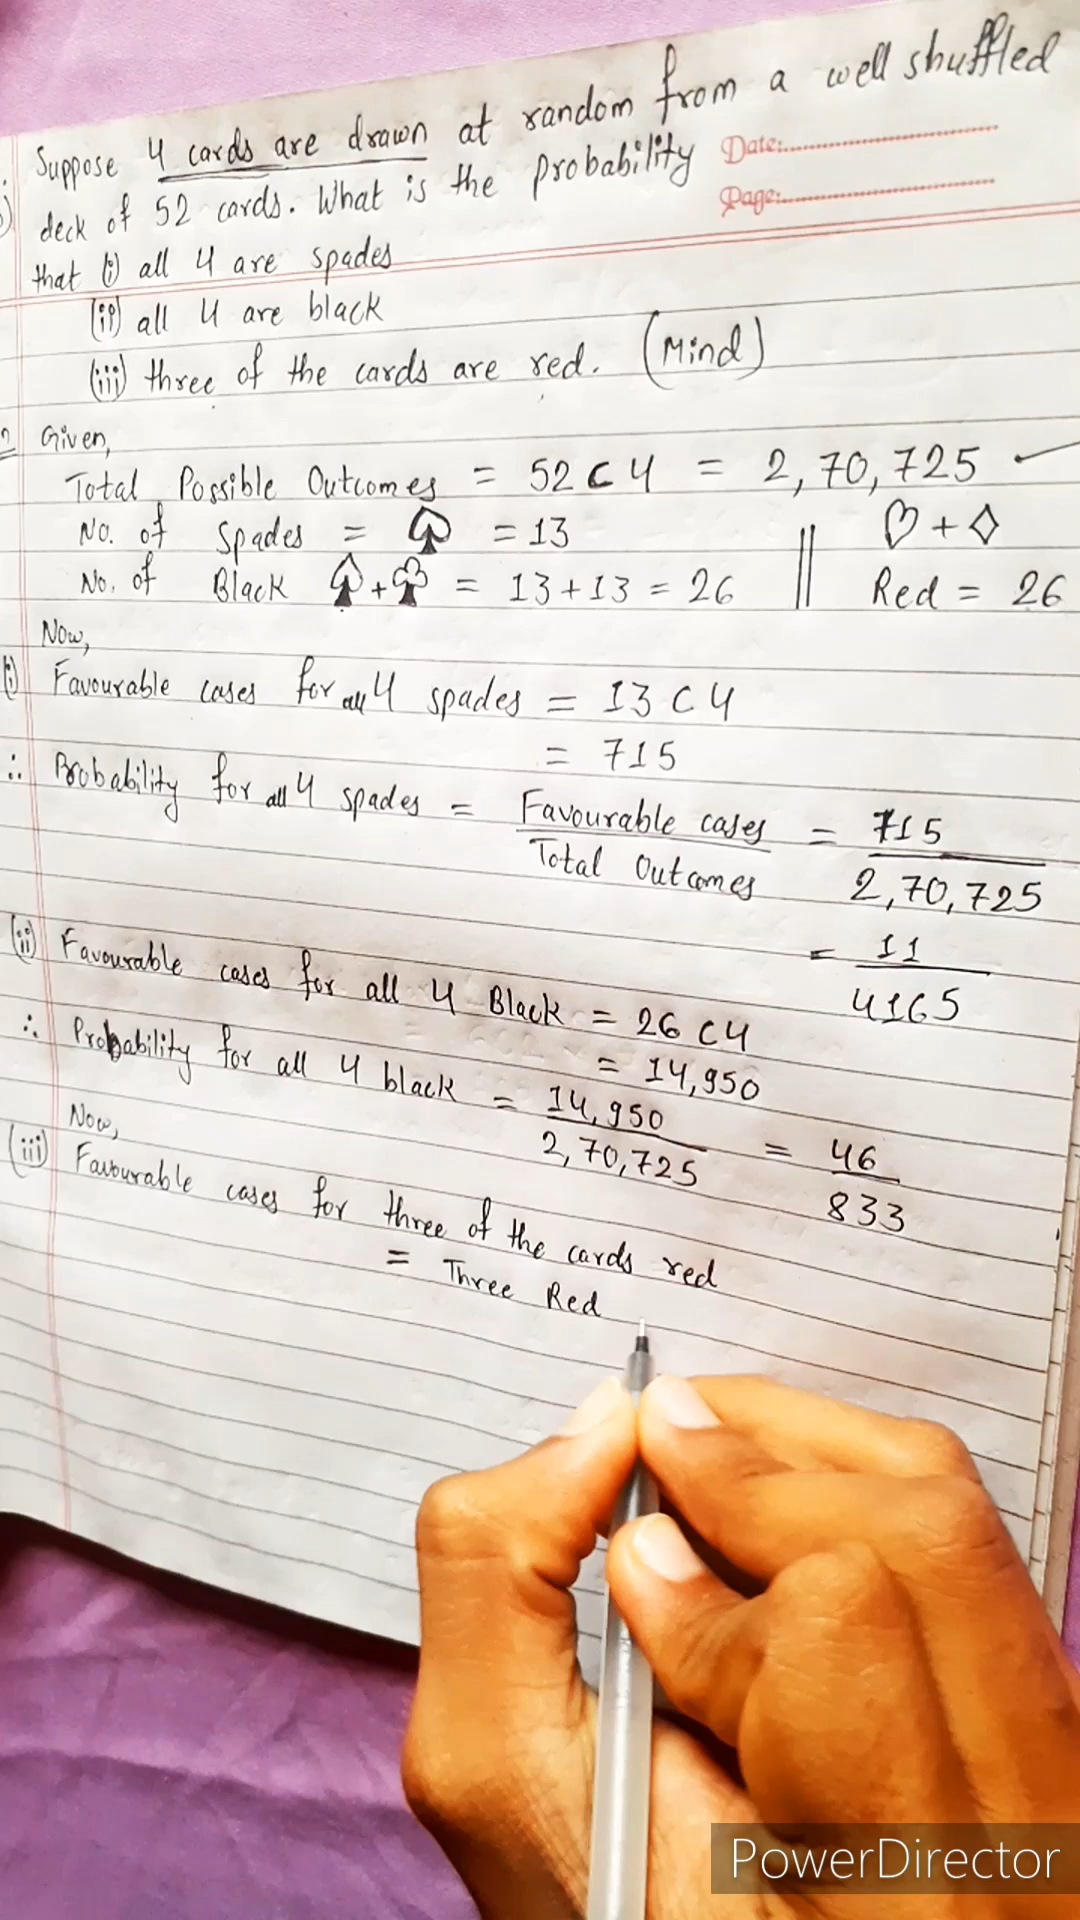 Suppose 4 cards are drawn at random from a well shuffled
deck of 52 cards. What is the probability
Date:
Page:
that (i) all 4 are spades
(ii) all 4 are black
(iii) three of the cards are red. (Mind)
Given,
Total Possible Outcomes = 52C4 = 2,70,725
No. of Spades = ♠ = 13
♡ + ◇
No. of Black ♠ + ♣ = 13+13 = 26
Red = 26
Now,
(i) Favourable cases for all 4 spades = 13C4
= 715
∴ Probability for all 4 spades = Favourable cases / Total Outcomes = 715 / 2,70,725
= 11 / 4165
(ii) Favourable cases for all 4 Black = 26C4
= 14,950
∴ Probability for all 4 black = 14,950 / 2,70,725 = 46 / 833
Now,
(iii) Favourable cases for three of the cards red
= Three Red
PowerDirector